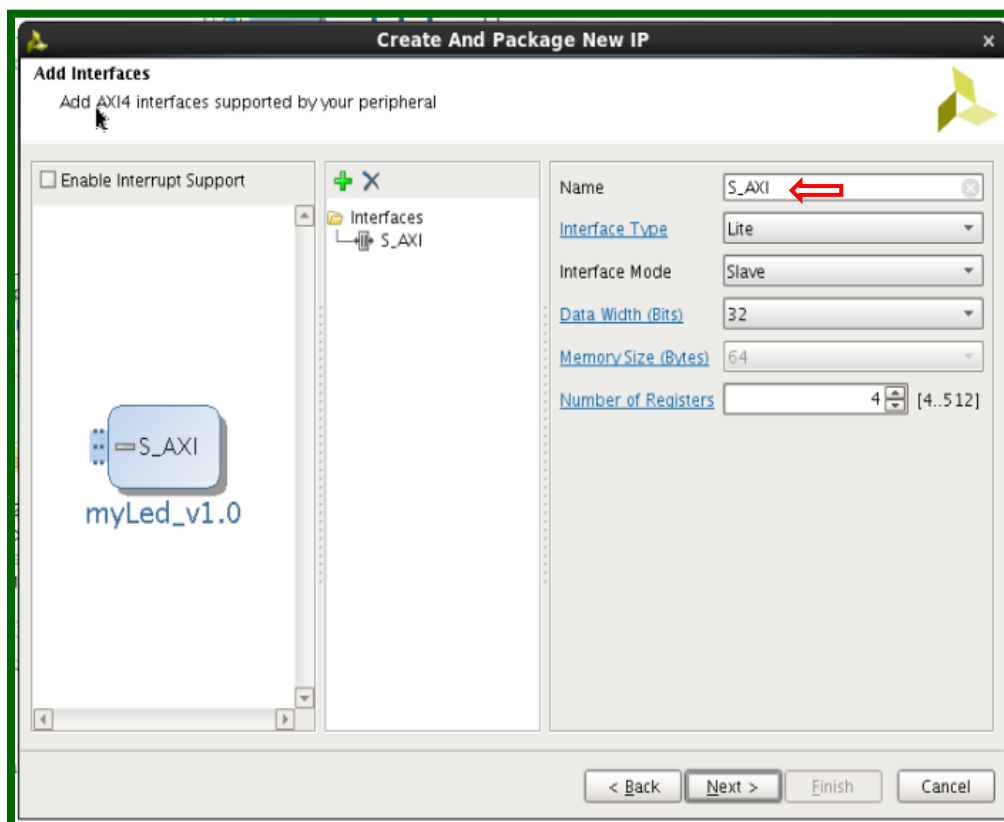 Create And Package New IP
Add Interfaces
Add AXI4 interfaces supported by your peripheral
Enable Interrupt Support
S_AXI
myLed_v1.0
Interfaces
S_AXI
Name S_AXI
Interface Type Lite
Interface Mode Slave
Data Width (Bits) 32
Memory Size (Bytes) 64
Number of Registers 4 [4..512]
< Back Next > Finish Cancel